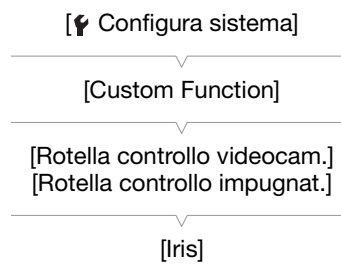 [ Configura sistema]
[Custom Function]
[Rotella controllo videocam.]
[Rotella controllo impugnat.]
[Iris]